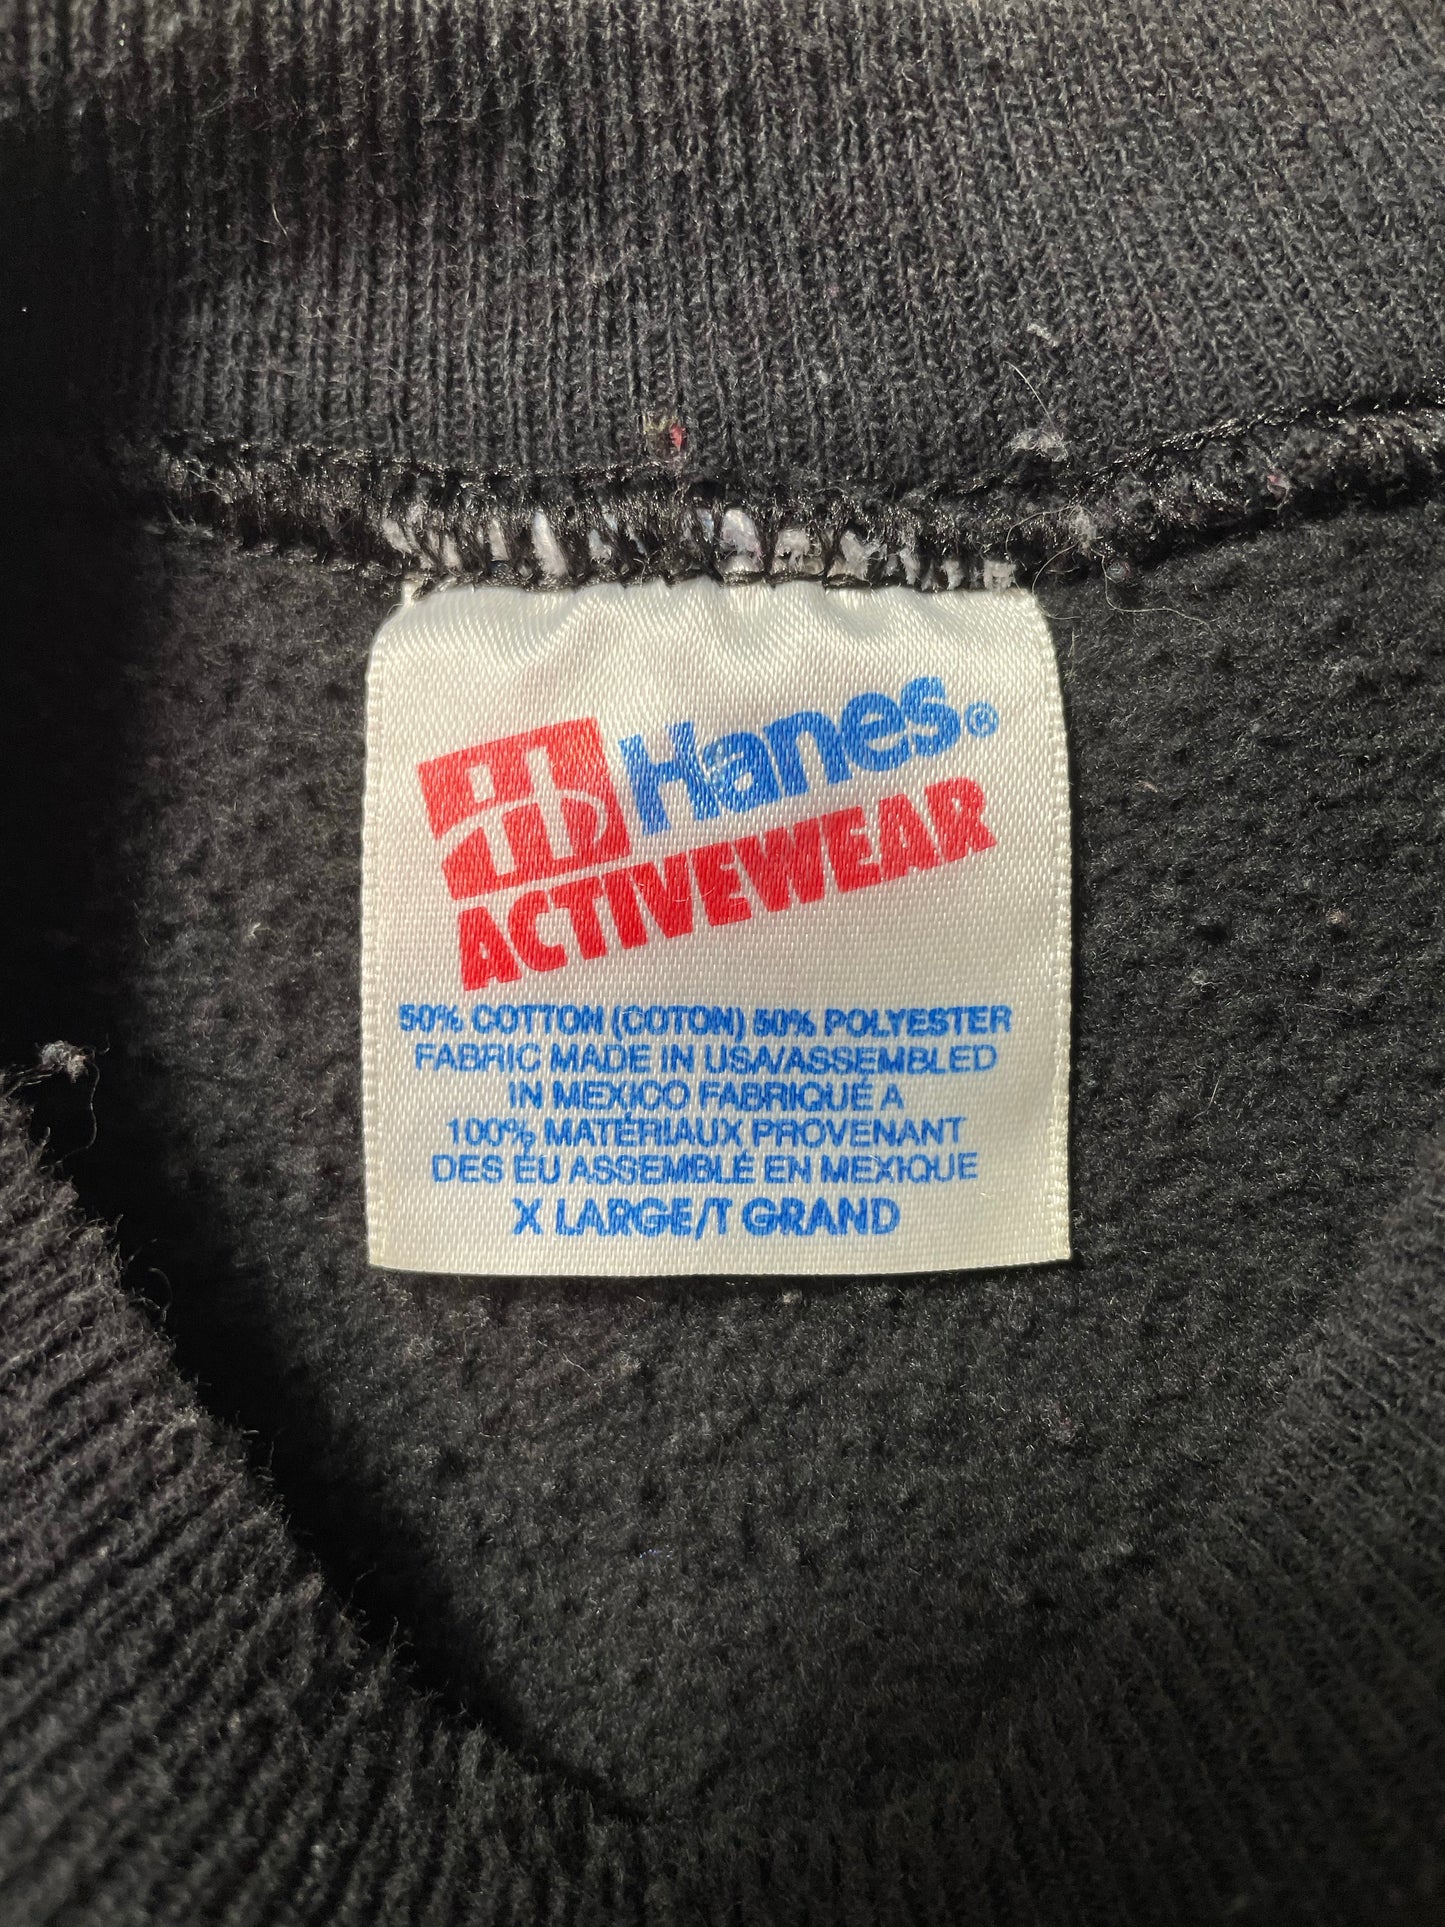 Hanes®
ACTIVEWEAR
50% COTTON (COTON) 50% POLYESTER
FABRIC MADE IN USA/ASSEMBLED
IN MEXICO FABRIQUÉ A
100% MATÉRIAUX PROVENANT
DES ÉU ASSEMBLÉ EN MEXIQUE
X LARGE/T GRAND